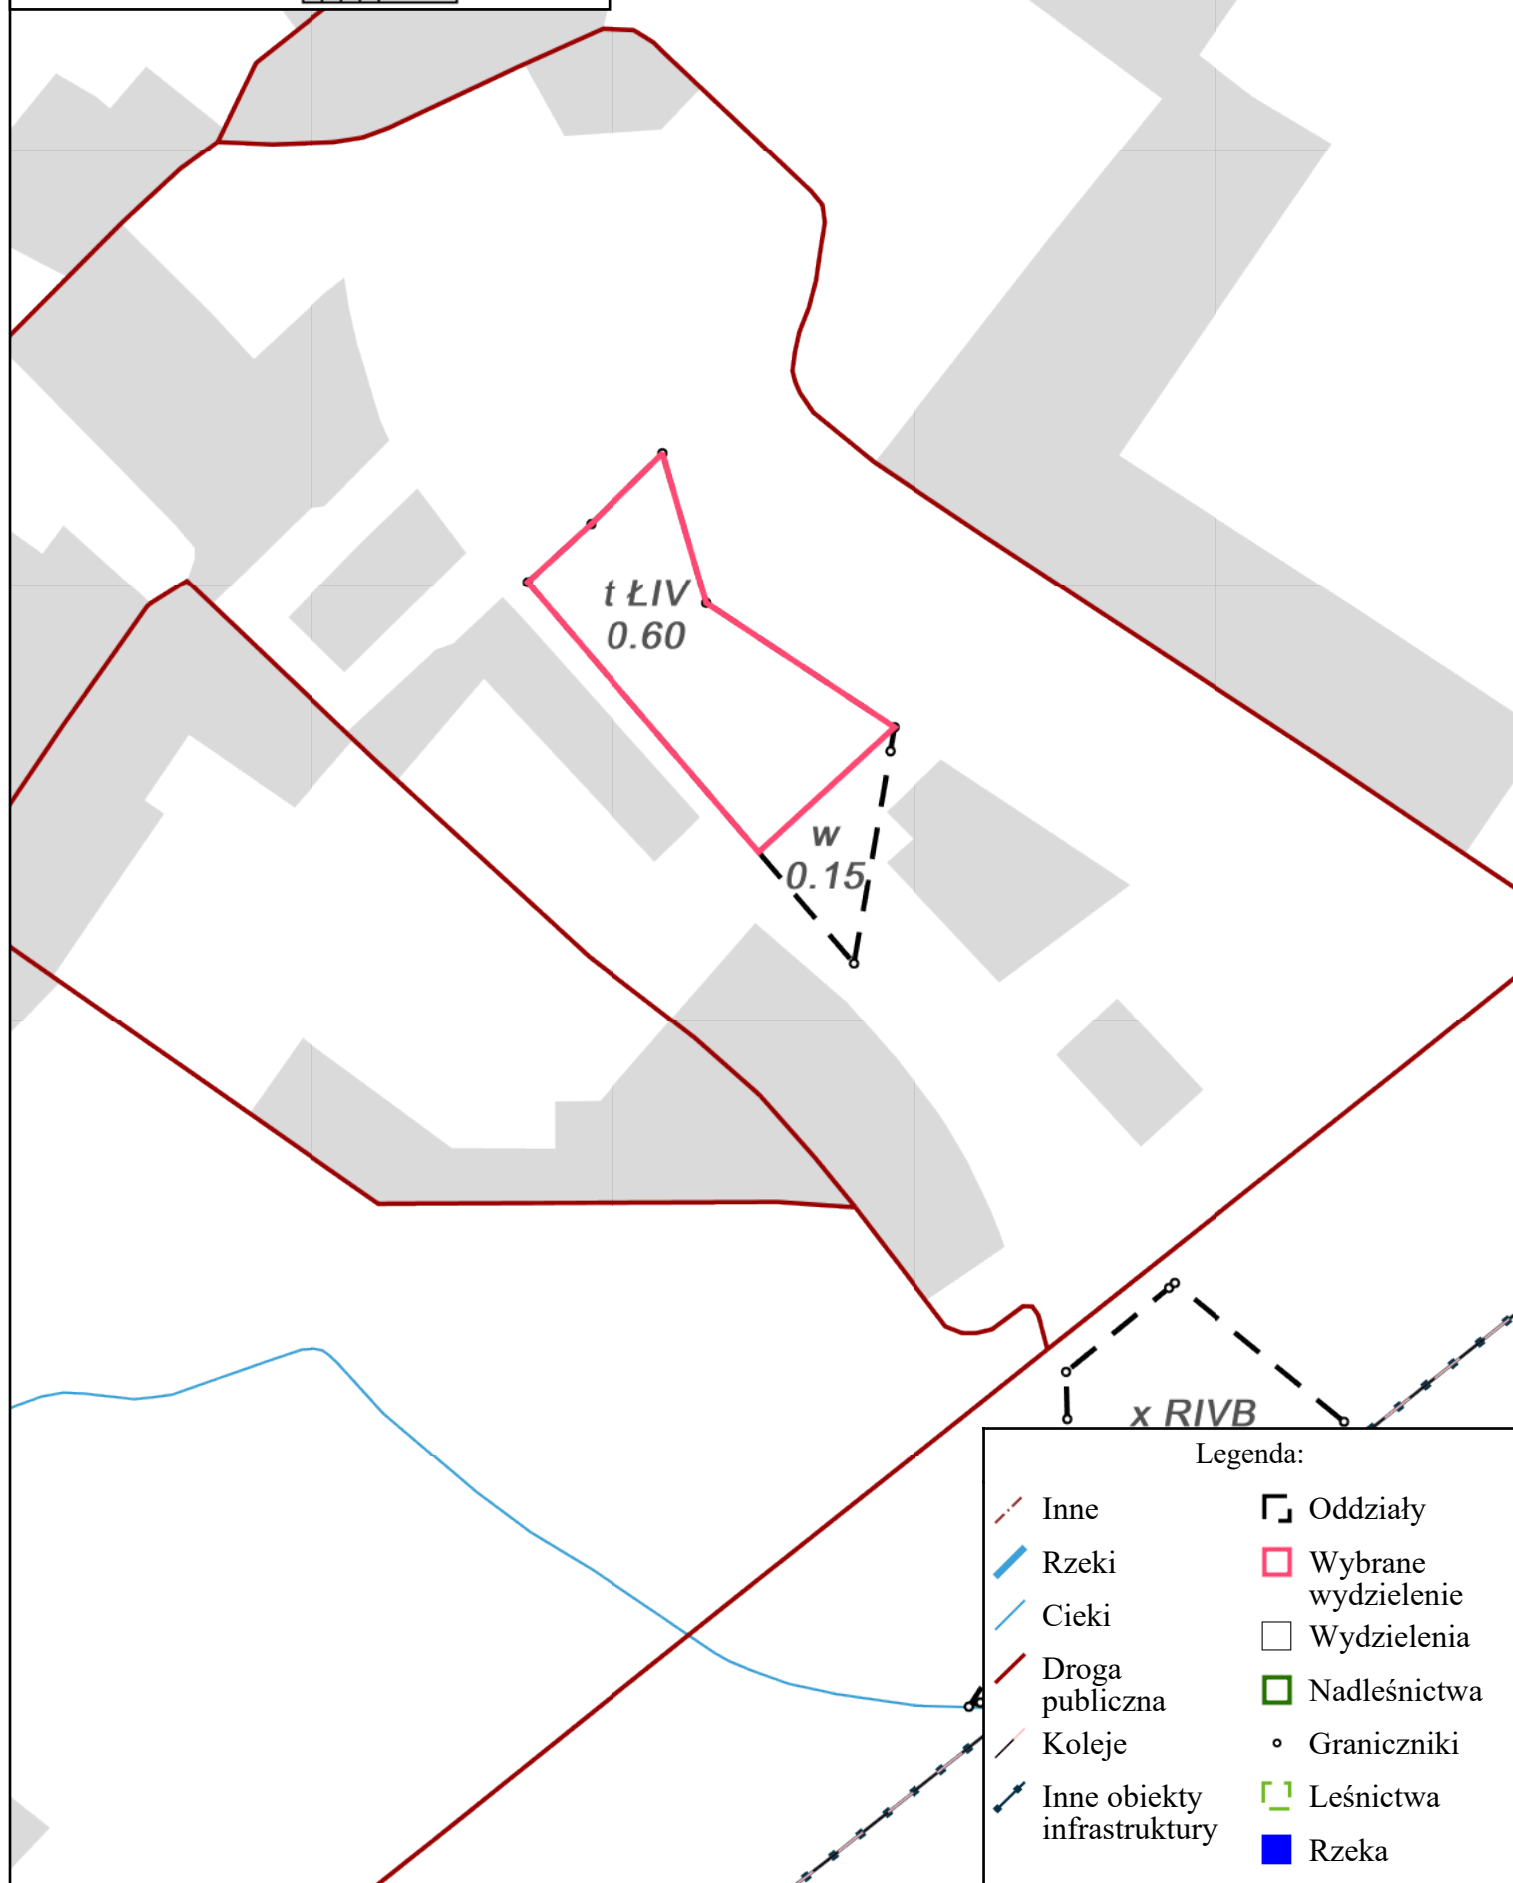 t ŁIV
0.60
w
0.15
x RIVB
Legenda:
Inne
Rzeki
Cieki
Droga
publiczna
Koleje
Inne obiekty
infrastruktury
Oddziały
Wybrane
wydzielenie
Wydzielenia
Nadleśnictwa
Graniczniki
Leśnictwa
Rzeka